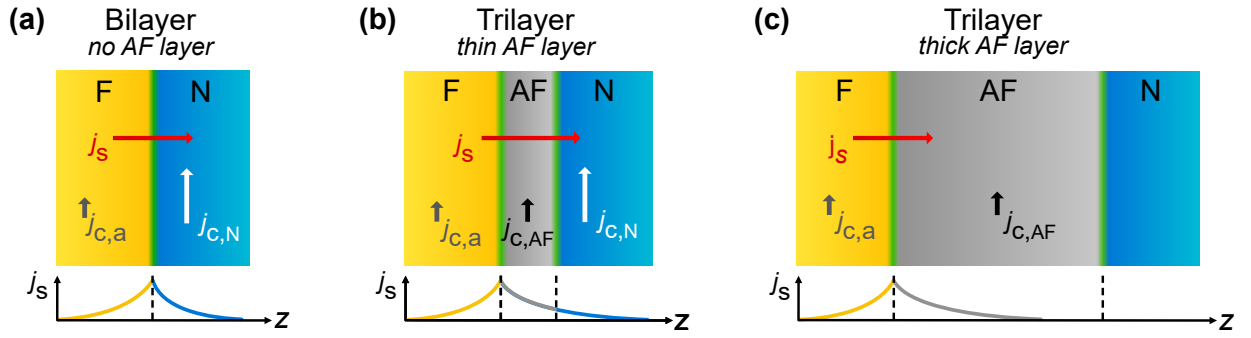 (a)
Bilayer
no AF layer
F
N
js
jc,a
jc,N
js
z
(b)
Trilayer
thin AF layer
F
AF
N
js
jc,a
jc,AF
jc,N
js
z
(c)
Trilayer
thick AF layer
F
AF
N
js
jc,a
jc,AF
js
z